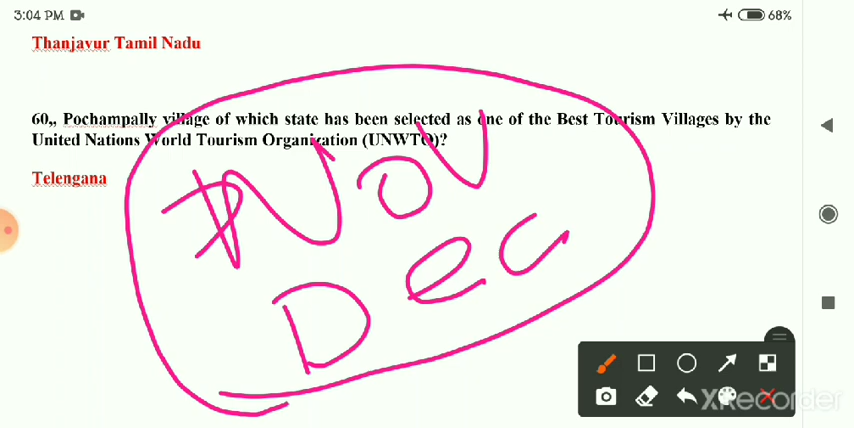 3:04 PM 68%
Thanjavur Tamil Nadu
60,, Pochampally village of which state has been selected as one of the Best Tourism Villages by the
United Nations World Tourism Organization (UNWTO)?
Telengana
Nov
Dec
XRecorder